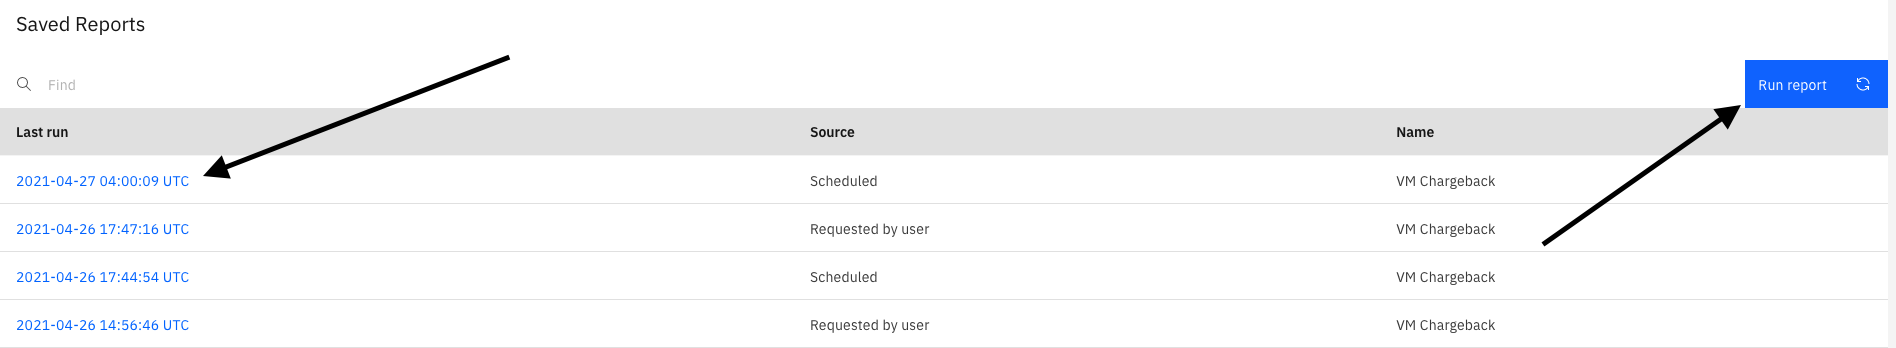 Saved Reports
Find
Run report
Last run Source Name
2021-04-27 04:00:09 UTC Scheduled VM Chargeback
2021-04-26 17:47:16 UTC Requested by user VM Chargeback
2021-04-26 17:44:54 UTC Scheduled VM Chargeback
2021-04-26 14:56:46 UTC Requested by user VM Chargeback